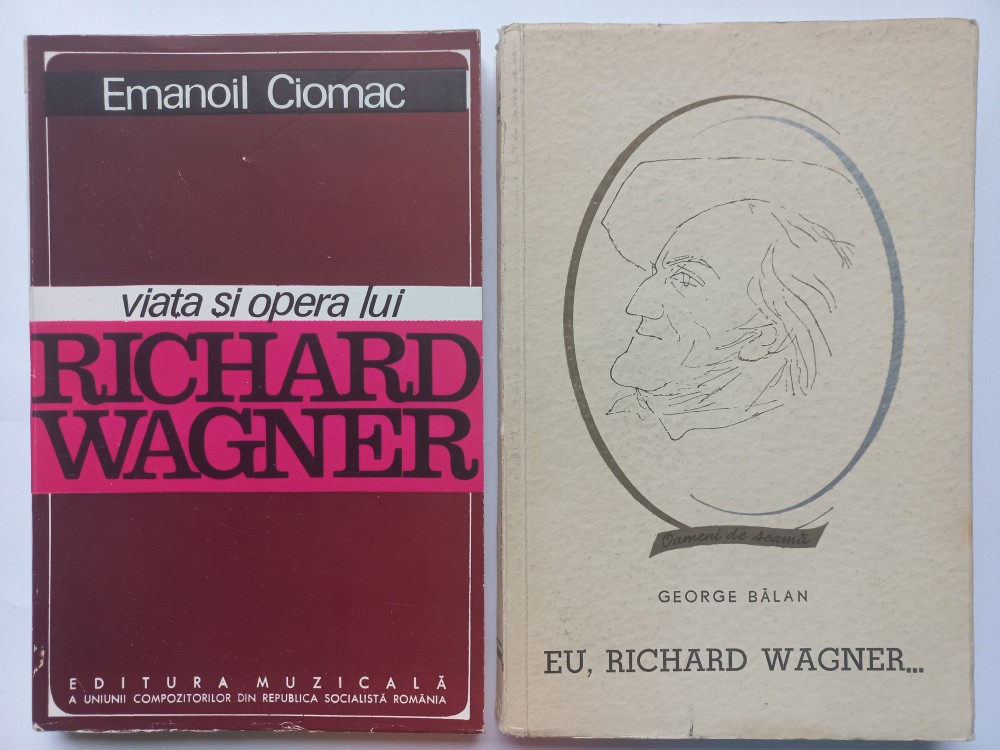 Emanoil Ciomac
viața și opera lui
RICHARD
WAGNER
EDITURA MUZICALĂ
A UNIUNII COMPOZITORILOR DIN REPUBLICA SOCIALISTĂ ROMÂNIA
Oameni de seamă
GEORGE BĂLAN
EU, RICHARD WAGNER...